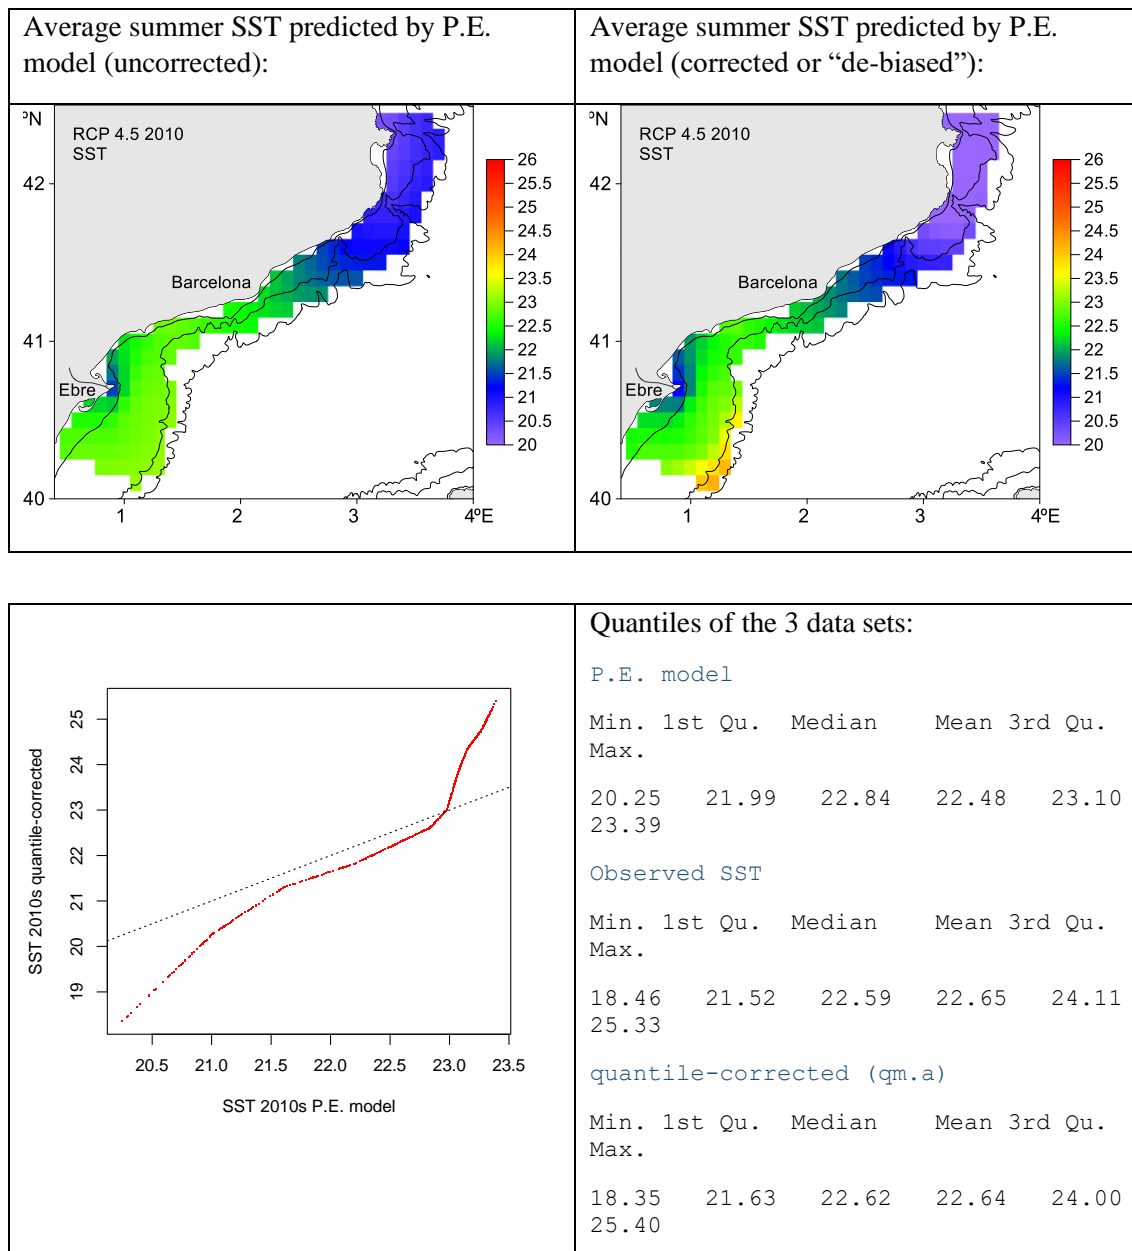 Average summer SST predicted by P.E.
model (uncorrected):
Average summer SST predicted by P.E.
model (corrected or “de-biased”):
ºN
RCP 4.5 2010
SST
42
41
40
Barcelona
Ebre
1
2
3
4ºE
26
25.5
25
24.5
24
23.5
23
22.5
22
21.5
21
20.5
20
ºN
RCP 4.5 2010
SST
42
41
40
Barcelona
Ebre
1
2
3
4ºE
26
25.5
25
24.5
24
23.5
23
22.5
22
21.5
21
20.5
20
SST 2010s quantile-corrected
25
24
23
22
21
20
19
20.5 21.0 21.5 22.0 22.5 23.0 23.5
SST 2010s P.E. model
Quantiles of the 3 data sets:
P.E. model
Min. 1st Qu. Median Mean 3rd Qu.
Max.
20.25 21.99 22.84 22.48 23.10
23.39
Observed SST
Min. 1st Qu. Median Mean 3rd Qu.
Max.
18.46 21.52 22.59 22.65 24.11
25.33
quantile-corrected (qm.a)
Min. 1st Qu. Median Mean 3rd Qu.
Max.
18.35 21.63 22.62 22.64 24.00
25.40